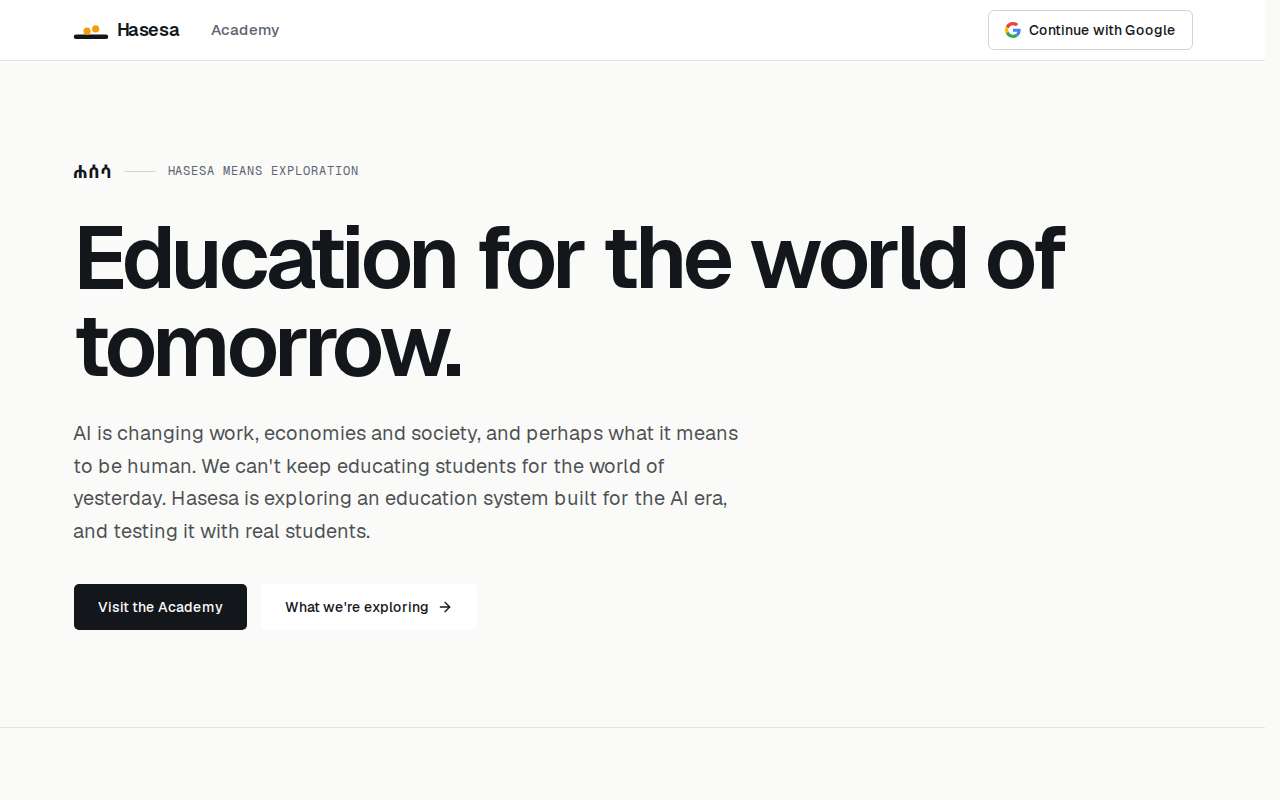 Hasesa
Academy
Continue with Google
ሐሰሳ
HASESA MEANS EXPLORATION
Education for the world of
tomorrow.
AI is changing work, economies and society, and perhaps what it means
to be human. We can't keep educating students for the world of
yesterday. Hasesa is exploring an education system built for the AI era,
and testing it with real students.
Visit the Academy
What we're exploring →